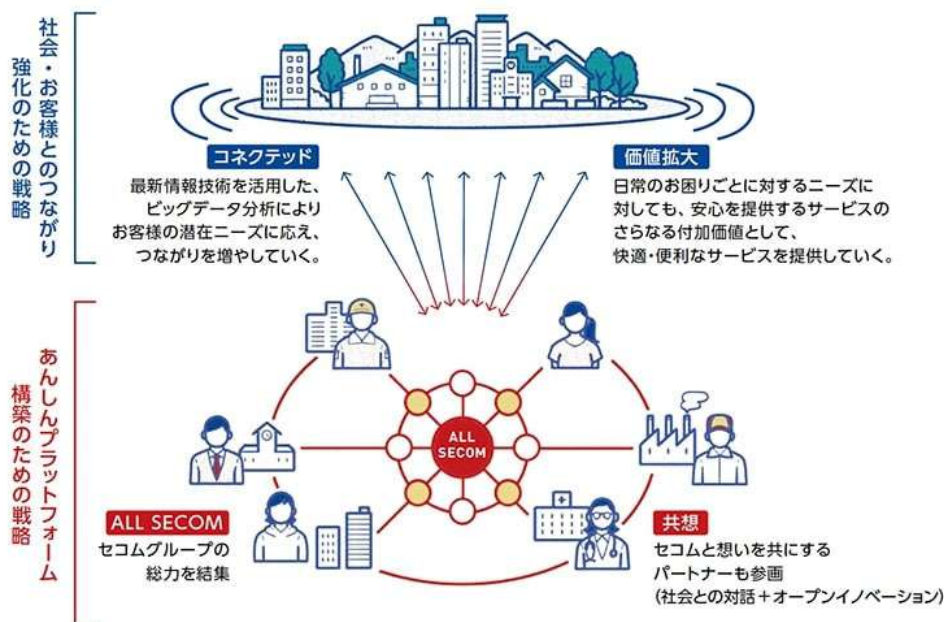 社会・お客様とのつながり
強化のための戦略
コネクテッド
最新情報技術を活用した、
ビッグデータ分析により
お客様の潜在ニーズに応え、
つながりを増やしていく。
価値拡大
日常のお困りごとに対するニーズに
対しても、安心を提供するサービスの
さらなる付加価値として、
快適・便利なサービスを提供していく。
あんしんプラットフォーム
構築のための戦略
ALL
SECOM
ALL SECOM
セコムグループの
総力を結集
共想
セコムと想いを共にする
パートナーも参画
(社会との対話+オープンイノベーション)